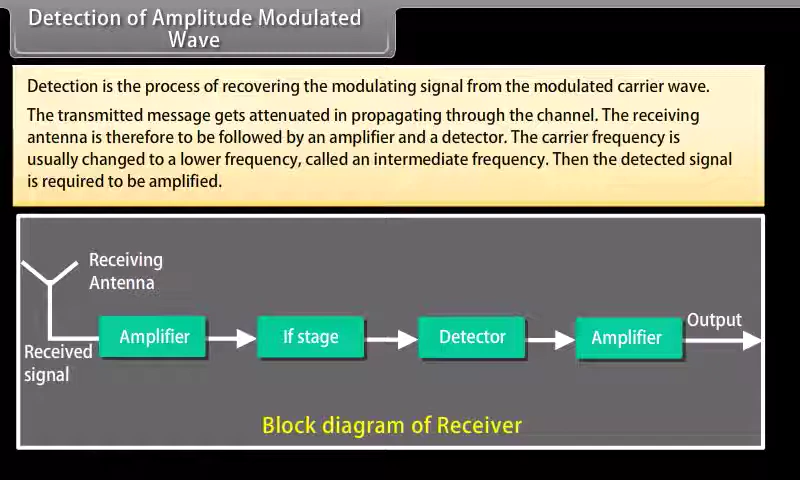 Detection of Amplitude Modulated
Wave
Detection is the process of recovering the modulating signal from the modulated carrier wave.
The transmitted message gets attenuated in propagating through the channel. The receiving
antenna is therefore to be followed by an amplifier and a detector. The carrier frequency is
usually changed to a lower frequency, called an intermediate frequency. Then the detected signal
is required to be amplified.
Receiving
Antenna
Received
signal
Amplifier
If stage
Detector
Amplifier
Output
Block diagram of Receiver